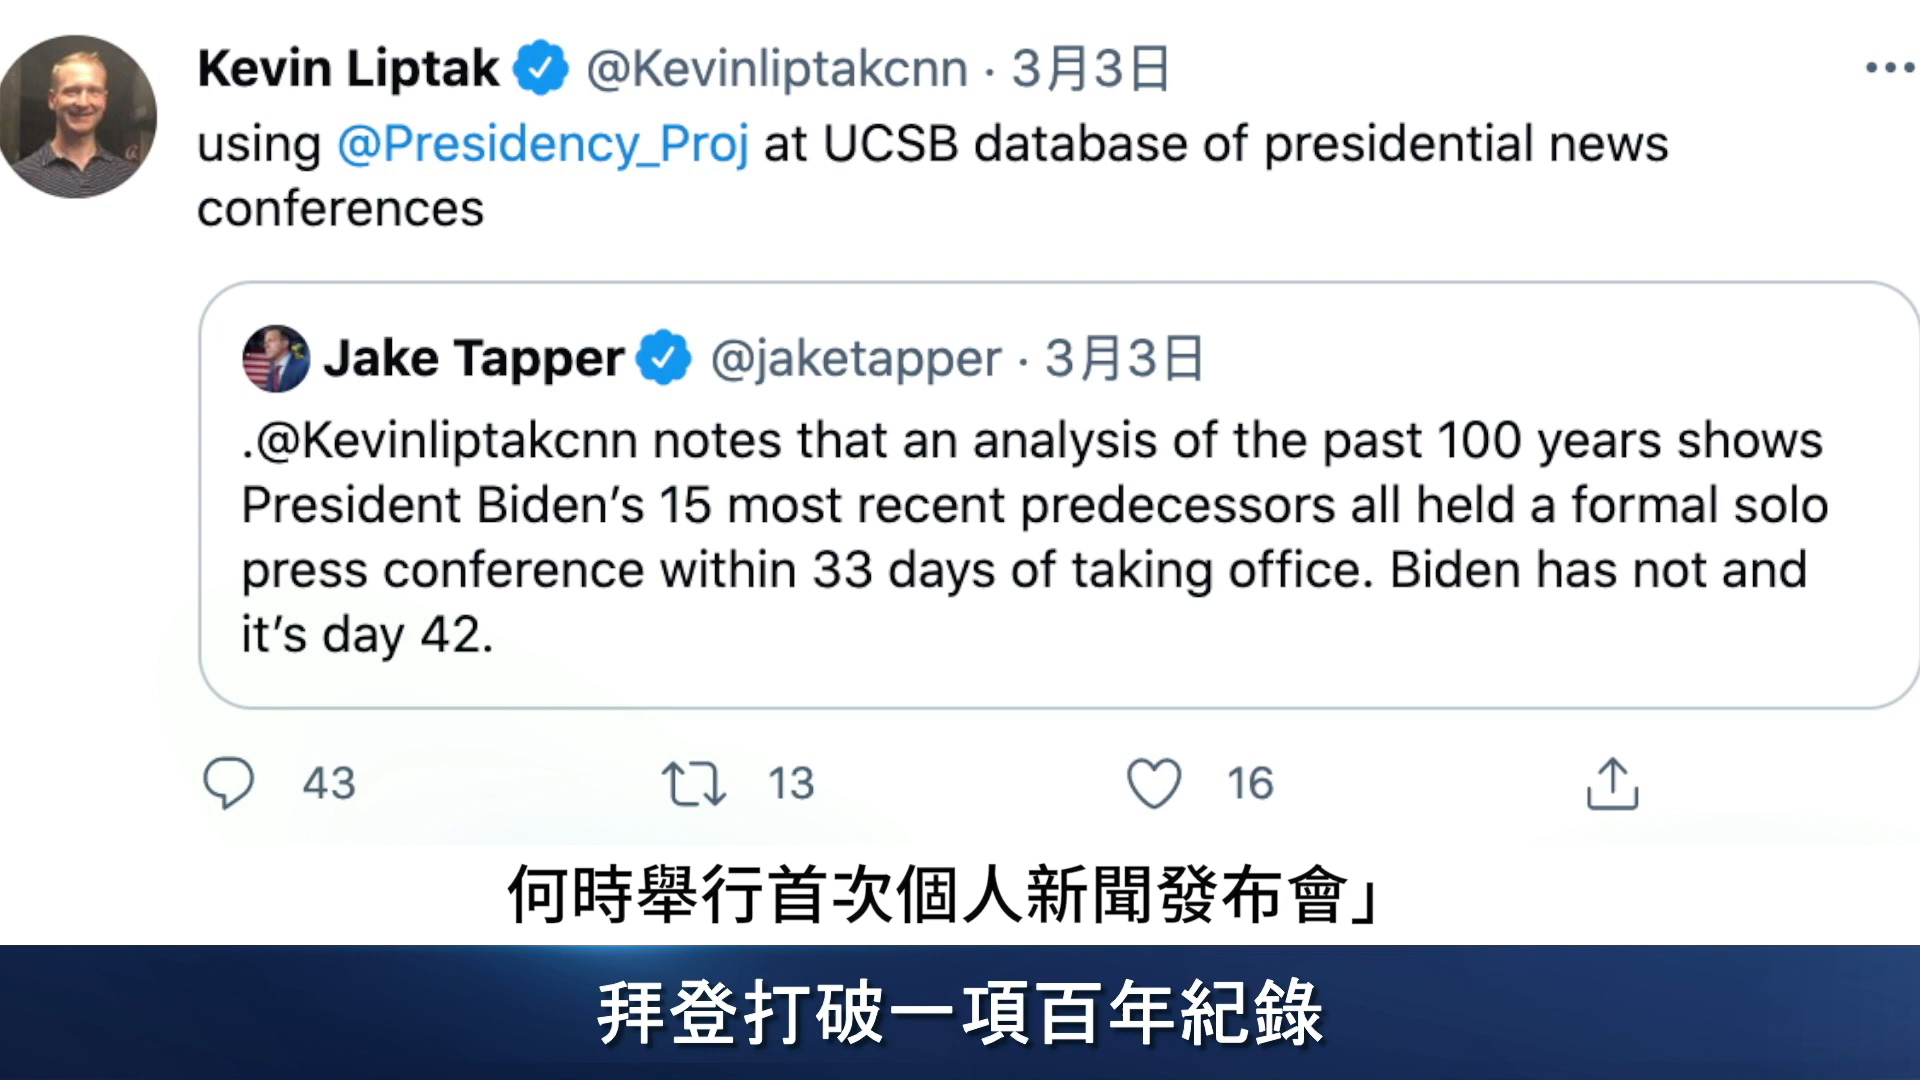 Kevin Liptak @Kevinliptakcnn · 3月3日
using @Presidency_Proj at UCSB database of presidential news
conferences
Jake Tapper @jaketapper · 3月3日
.@Kevinliptakcnn notes that an analysis of the past 100 years shows
President Biden’s 15 most recent predecessors all held a formal solo
press conference within 33 days of taking office. Biden has not and
it’s day 42.
43 13 16
何時舉行首次個人新聞發布會」
拜登打破一項百年紀錄